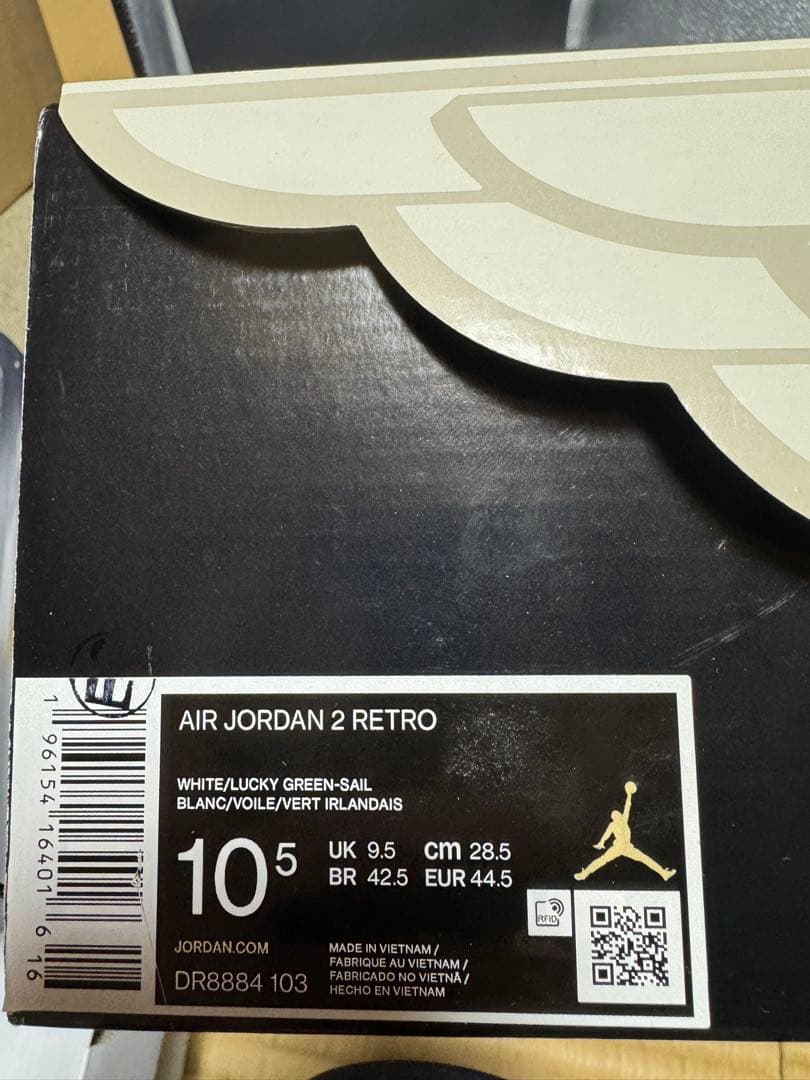 E
1 96154 16401 6 16
AIR JORDAN 2 RETRO
WHITE/LUCKY GREEN-SAIL
BLANC/VOILE/VERT IRLANDAIS
10 5
UK 9.5 cm 28.5
BR 42.5 EUR 44.5
RFID
JORDAN.COM
DR8884 103
MADE IN VIETNAM /
FABRIQUE AU VIETNAM /
FABRICADO NO VIETNÃ /
HECHO EN VIETNAM